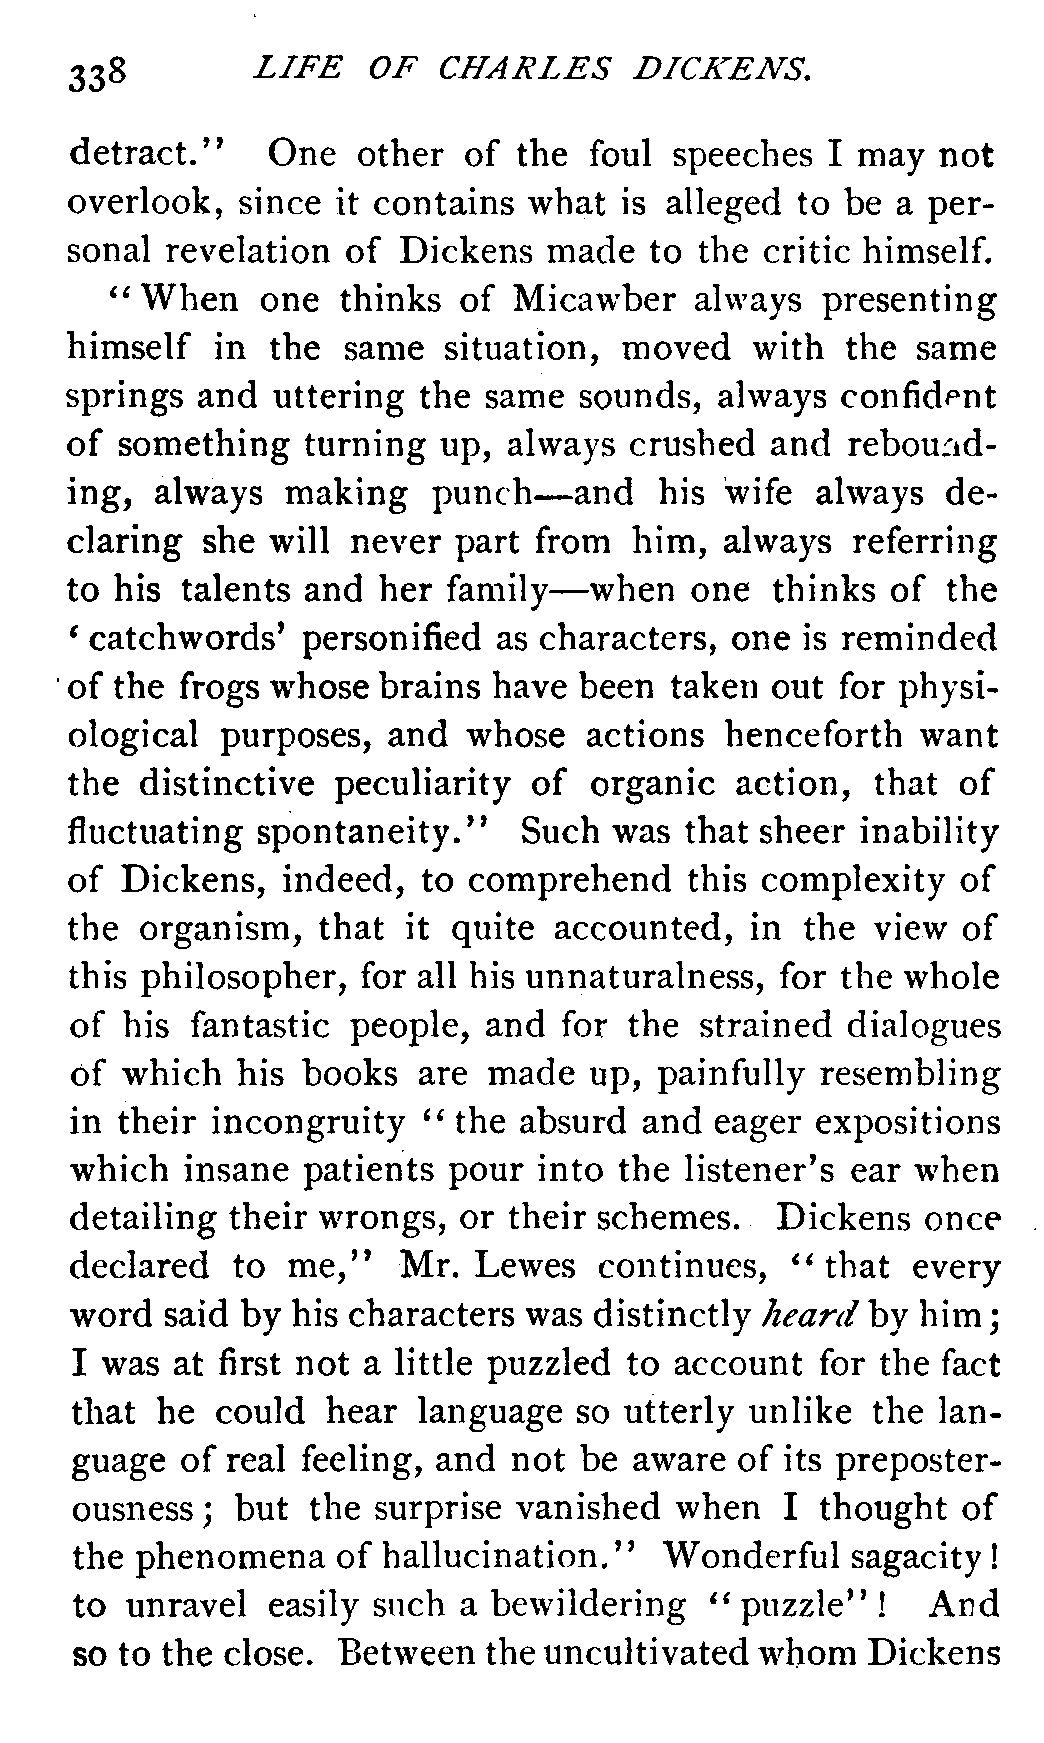 338 LIFE OF CHARLES DICKENS.
detract." One other of the foul speeches I may not
overlook, since it contains what is alleged to be a per-
sonal revelation of Dickens made to the critic himself.
"When one thinks of Micawber always presenting
himself in the same situation, moved with the same
springs and uttering the same sounds, always confident
of something turning up, always crushed and rebound-
ing, always making punch—and his wife always de-
claring she will never part from him, always referring
to his talents and her family—when one thinks of the
'catchwords' personified as characters, one is reminded
of the frogs whose brains have been taken out for physi-
ological purposes, and whose actions henceforth want
the distinctive peculiarity of organic action, that of
fluctuating spontaneity." Such was that sheer inability
of Dickens, indeed, to comprehend this complexity of
the organism, that it quite accounted, in the view of
this philosopher, for all his unnaturalness, for the whole
of his fantastic people, and for the strained dialogues
of which his books are made up, painfully resembling
in their incongruity "the absurd and eager expositions
which insane patients pour into the listener's ear when
detailing their wrongs, or their schemes. Dickens once
declared to me," Mr. Lewes continues, "that every
word said by his characters was distinctly heard by him;
I was at first not a little puzzled to account for the fact
that he could hear language so utterly unlike the lan-
guage of real feeling, and not be aware of its preposter-
ousness; but the surprise vanished when I thought of
the phenomena of hallucination." Wonderful sagacity!
to unravel easily such a bewildering "puzzle"! And
so to the close. Between the uncultivated whom Dickens